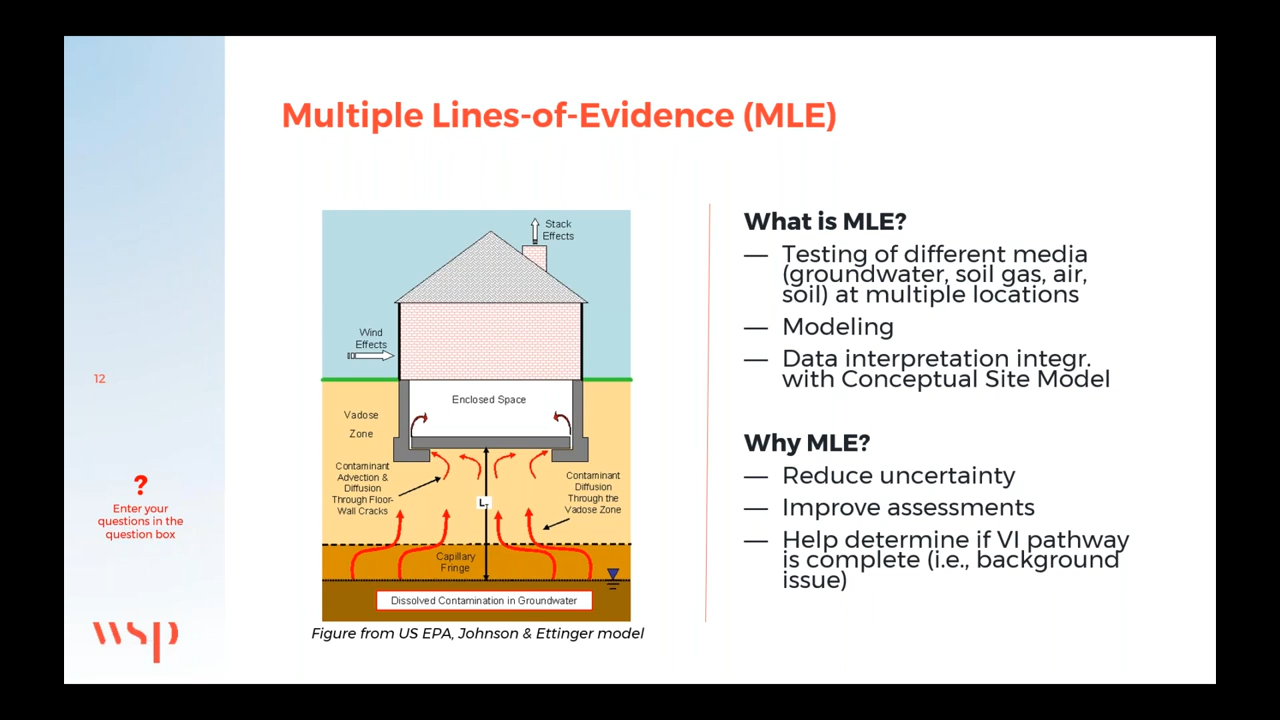 Multiple Lines-of-Evidence (MLE)
Stack
Effects
Wind
Effects
Enclosed Space
Vadose
Zone
Contaminant
Advection &
Diffusion
Through Floor-
Wall Cracks
Contaminant
Diffusion
Through the
Vadose Zone
LT
Capillary
Fringe
Dissolved Contamination in Groundwater
Figure from US EPA, Johnson & Ettinger model
What is MLE?
— Testing of different media
(groundwater, soil gas, air,
soil) at multiple locations
— Modeling
— Data interpretation integr.
with Conceptual Site Model
Why MLE?
— Reduce uncertainty
— Improve assessments
— Help determine if VI pathway
is complete (i.e., background
issue)
12
?
Enter your
questions in the
question box
wsp